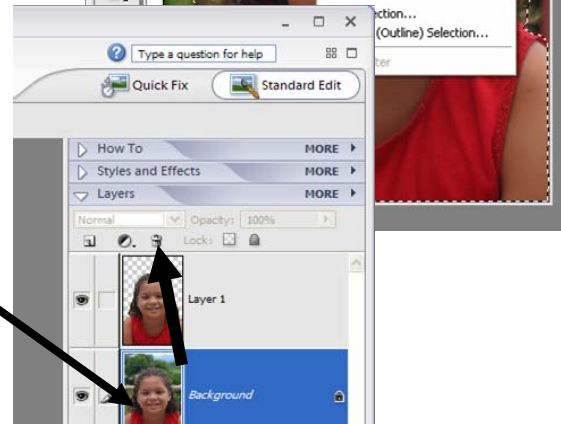 ction...
(Outline) Selection...
ter
Type a question for help
Quick Fix
Standard Edit
How To MORE
Styles and Effects MORE
Layers MORE
Normal Opacity: 100%
Lock:
Layer 1
Background